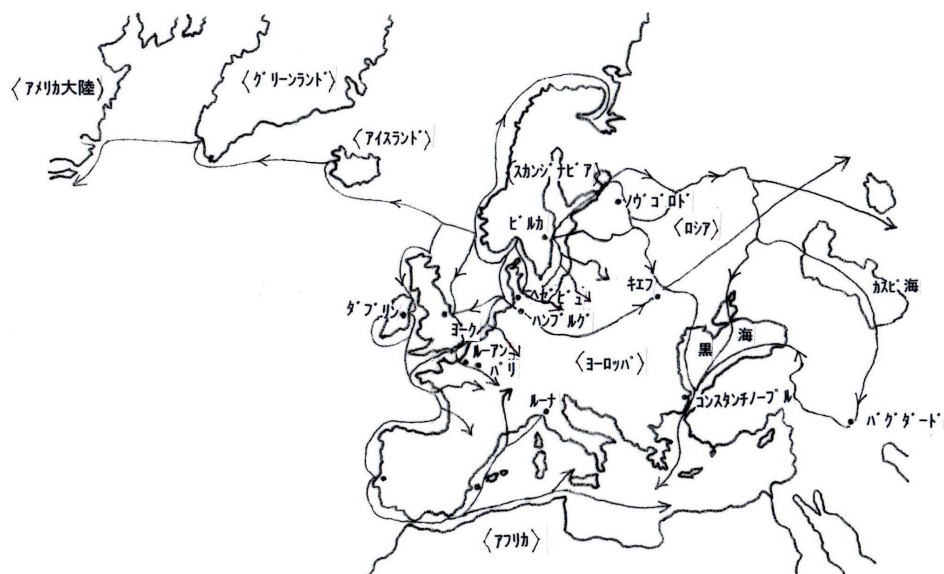 〈アメリカ大陸〉
〈グリーンランド〉
〈アイスランド〉
スカンジナビア
ノヴゴロド
ビルカ
〈ロシア〉
カスピ海
キエフ
ヘゼビュ
ハンブルグ
ダブリン
ヨーク
ルーアン
パリ
〈ヨーロッパ〉
黒海
ルーナ
コンスタンチノープル
バグダード
〈アフリカ〉